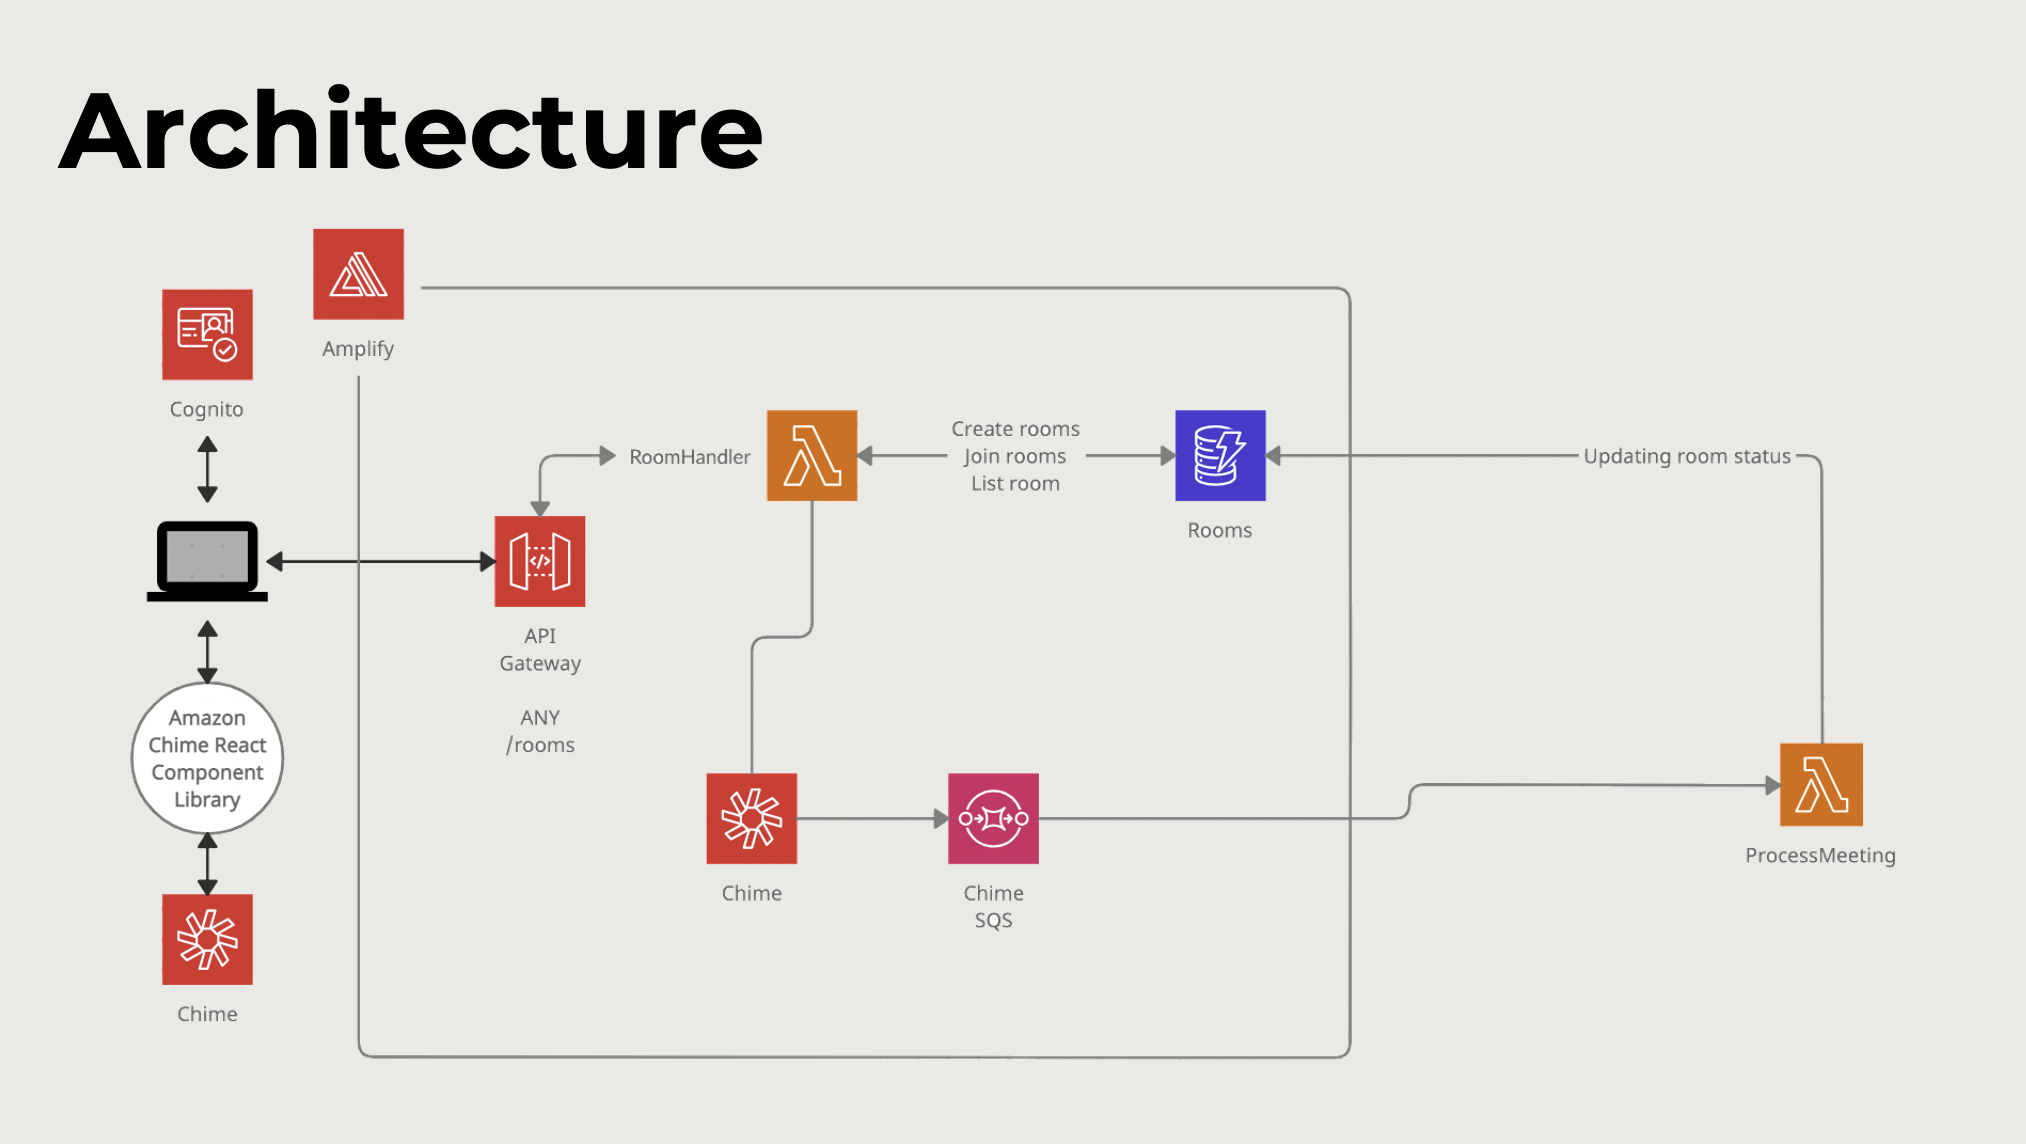 Architecture
Amplify
Cognito
Amazon
Chime React
Component
Library
Chime
API
Gateway
ANY
/rooms
RoomHandler
Create rooms
Join rooms
List room
Rooms
Updating room status
Chime
Chime
SQS
ProcessMeeting